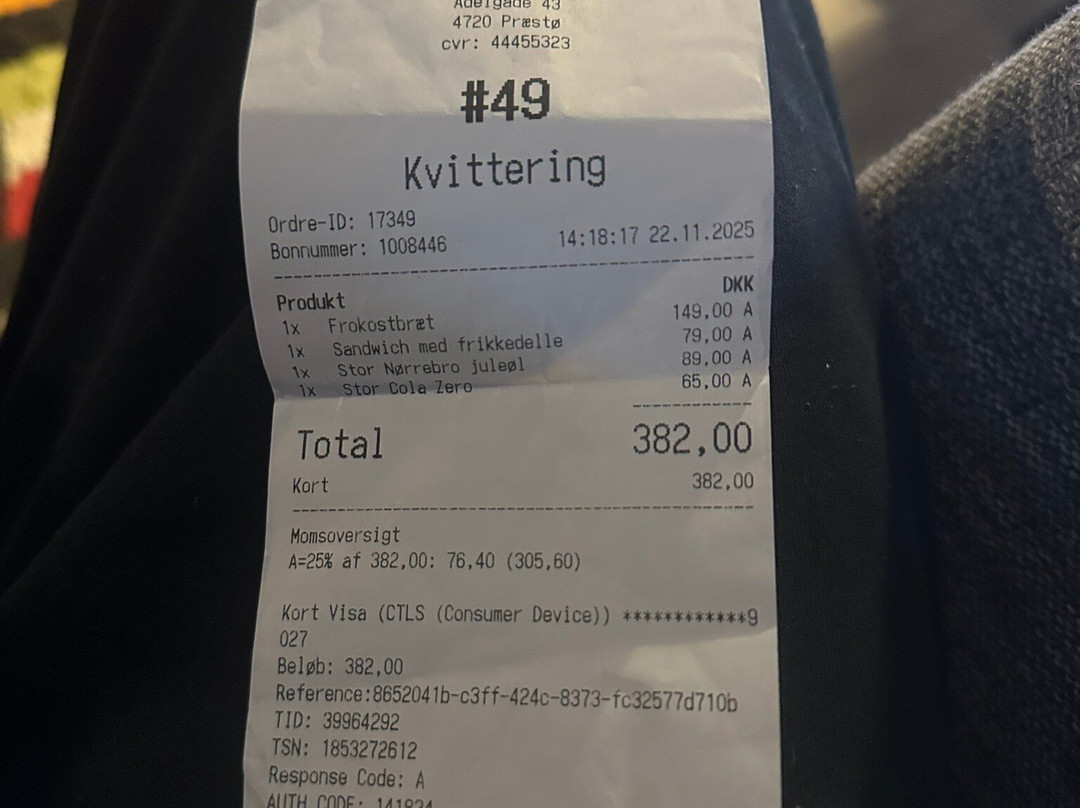 Adelgade 43
4720 Præstø
cvr: 44455323
#49
Kvittering
Ordre-ID: 17349
Bonnummer: 1008446 14:18:17 22.11.2025
Produkt DKK
1x Frokostbræt 149,00 A
1x Sandwich med frikkedelle 79,00 A
1x Stor Nørrebro juleøl 89,00 A
1x Stor Cola Zero 65,00 A
Total 382,00
Kort 382,00
Momsoversigt
A=25% af 382,00: 76,40 (305,60)
Kort Visa (CTLS (Consumer Device)) ************9
027
Beløb: 382,00
Reference:8652041b-c3ff-424c-8373-fc32577d710b
TID: 39964292
TSN: 1853272612
Response Code: A
AUTH CODE: 141824